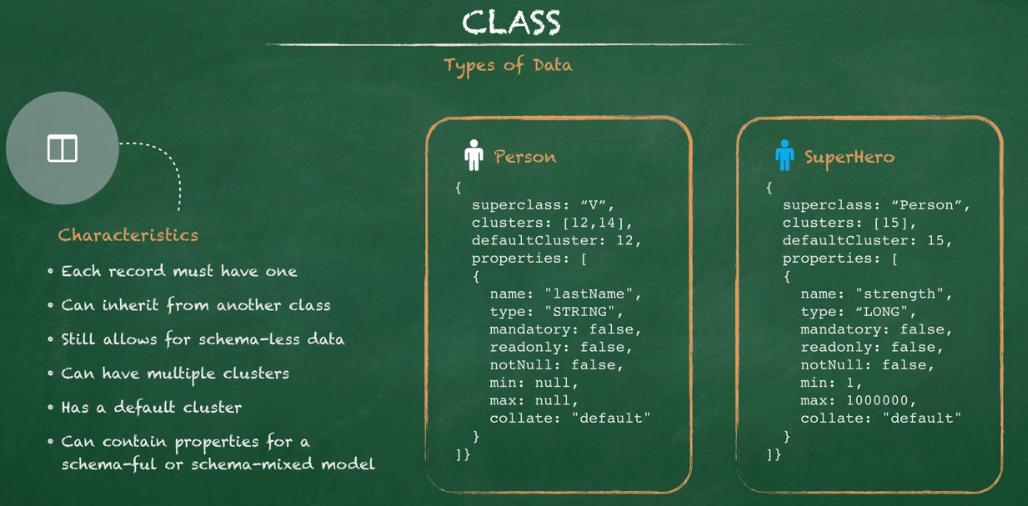 CLASS
Types of Data
Characteristics
• Each record must have one
• Can inherit from another class
• Still allows for schema-less data
• Can have multiple clusters
• Has a default cluster
• Can contain properties for a
schema-ful or schema-mixed model
Person
{
superclass: “V”,
clusters: [12,14],
defaultCluster: 12,
properties: [
{
name: "lastName",
type: "STRING",
mandatory: false,
readonly: false,
notNull: false,
min: null,
max: null,
collate: "default"
}
]}
SuperHero
{
superclass: “Person”,
clusters: [15],
defaultCluster: 15,
properties: [
{
name: "strength",
type: “LONG",
mandatory: false,
readonly: false,
notNull: false,
min: 1,
max: 1000000,
collate: "default"
}
]}